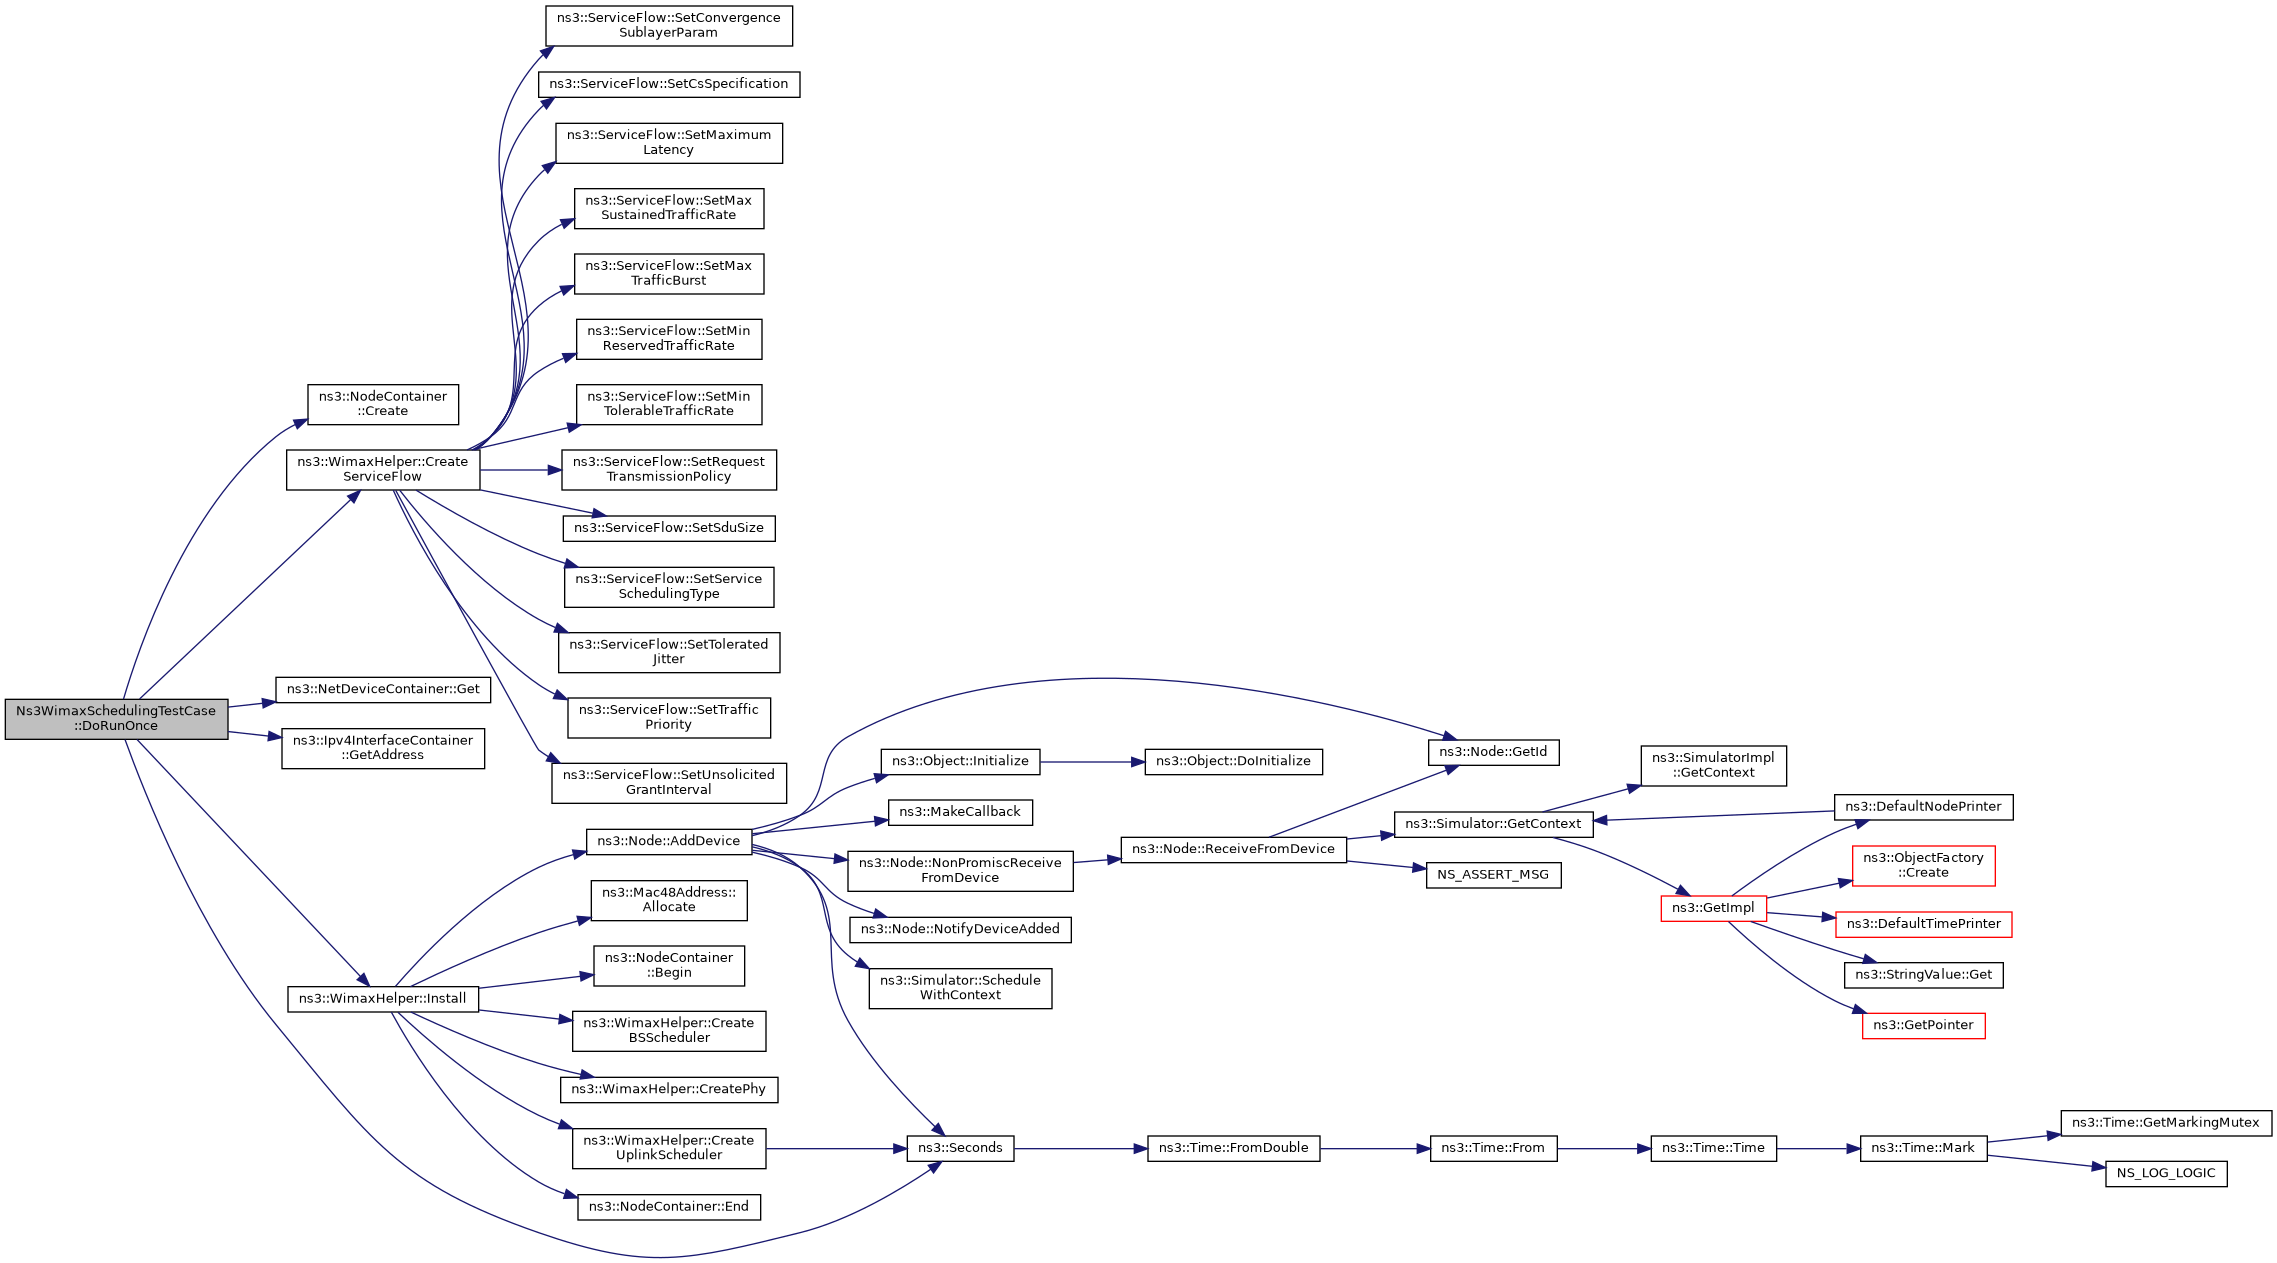 ns3::ServiceFlow::SetConvergence
SublayerParam
ns3::ServiceFlow::SetCsSpecification
ns3::ServiceFlow::SetMaximum
Latency
ns3::ServiceFlow::SetMax
SustainedTrafficRate
ns3::ServiceFlow::SetMax
TrafficBurst
ns3::ServiceFlow::SetMin
ReservedTrafficRate
ns3::NodeContainer
::Create
ns3::ServiceFlow::SetMin
TolerableTrafficRate
ns3::WimaxHelper::Create
ServiceFlow
ns3::ServiceFlow::SetRequest
TransmissionPolicy
ns3::ServiceFlow::SetSduSize
ns3::ServiceFlow::SetService
SchedulingType
ns3::ServiceFlow::SetTolerated
Jitter
ns3::NetDeviceContainer::Get
Ns3WimaxSchedulingTestCase
::DoRunOnce
ns3::ServiceFlow::SetTraffic
Priority
ns3::Ipv4InterfaceContainer
::GetAddress
ns3::ServiceFlow::SetUnsolicited
GrantInterval
ns3::Object::Initialize
ns3::Object::DoInitialize
ns3::Node::GetId
ns3::SimulatorImpl
::GetContext
ns3::MakeCallback
ns3::DefaultNodePrinter
ns3::Node::AddDevice
ns3::Node::ReceiveFromDevice
ns3::Simulator::GetContext
ns3::Node::NonPromiscReceive
FromDevice
NS_ASSERT_MSG
ns3::ObjectFactory
::Create
ns3::Mac48Address::
Allocate
ns3::GetImpl
ns3::Node::NotifyDeviceAdded
ns3::DefaultTimePrinter
ns3::NodeContainer
::Begin
ns3::Simulator::Schedule
WithContext
ns3::StringValue::Get
ns3::WimaxHelper::Install
ns3::WimaxHelper::Create
BSScheduler
ns3::GetPointer
ns3::WimaxHelper::CreatePhy
ns3::WimaxHelper::Create
UplinkScheduler
ns3::Seconds
ns3::Time::FromDouble
ns3::Time::From
ns3::Time::Time
ns3::Time::Mark
ns3::Time::GetMarkingMutex
NS_LOG_LOGIC
ns3::NodeContainer::End